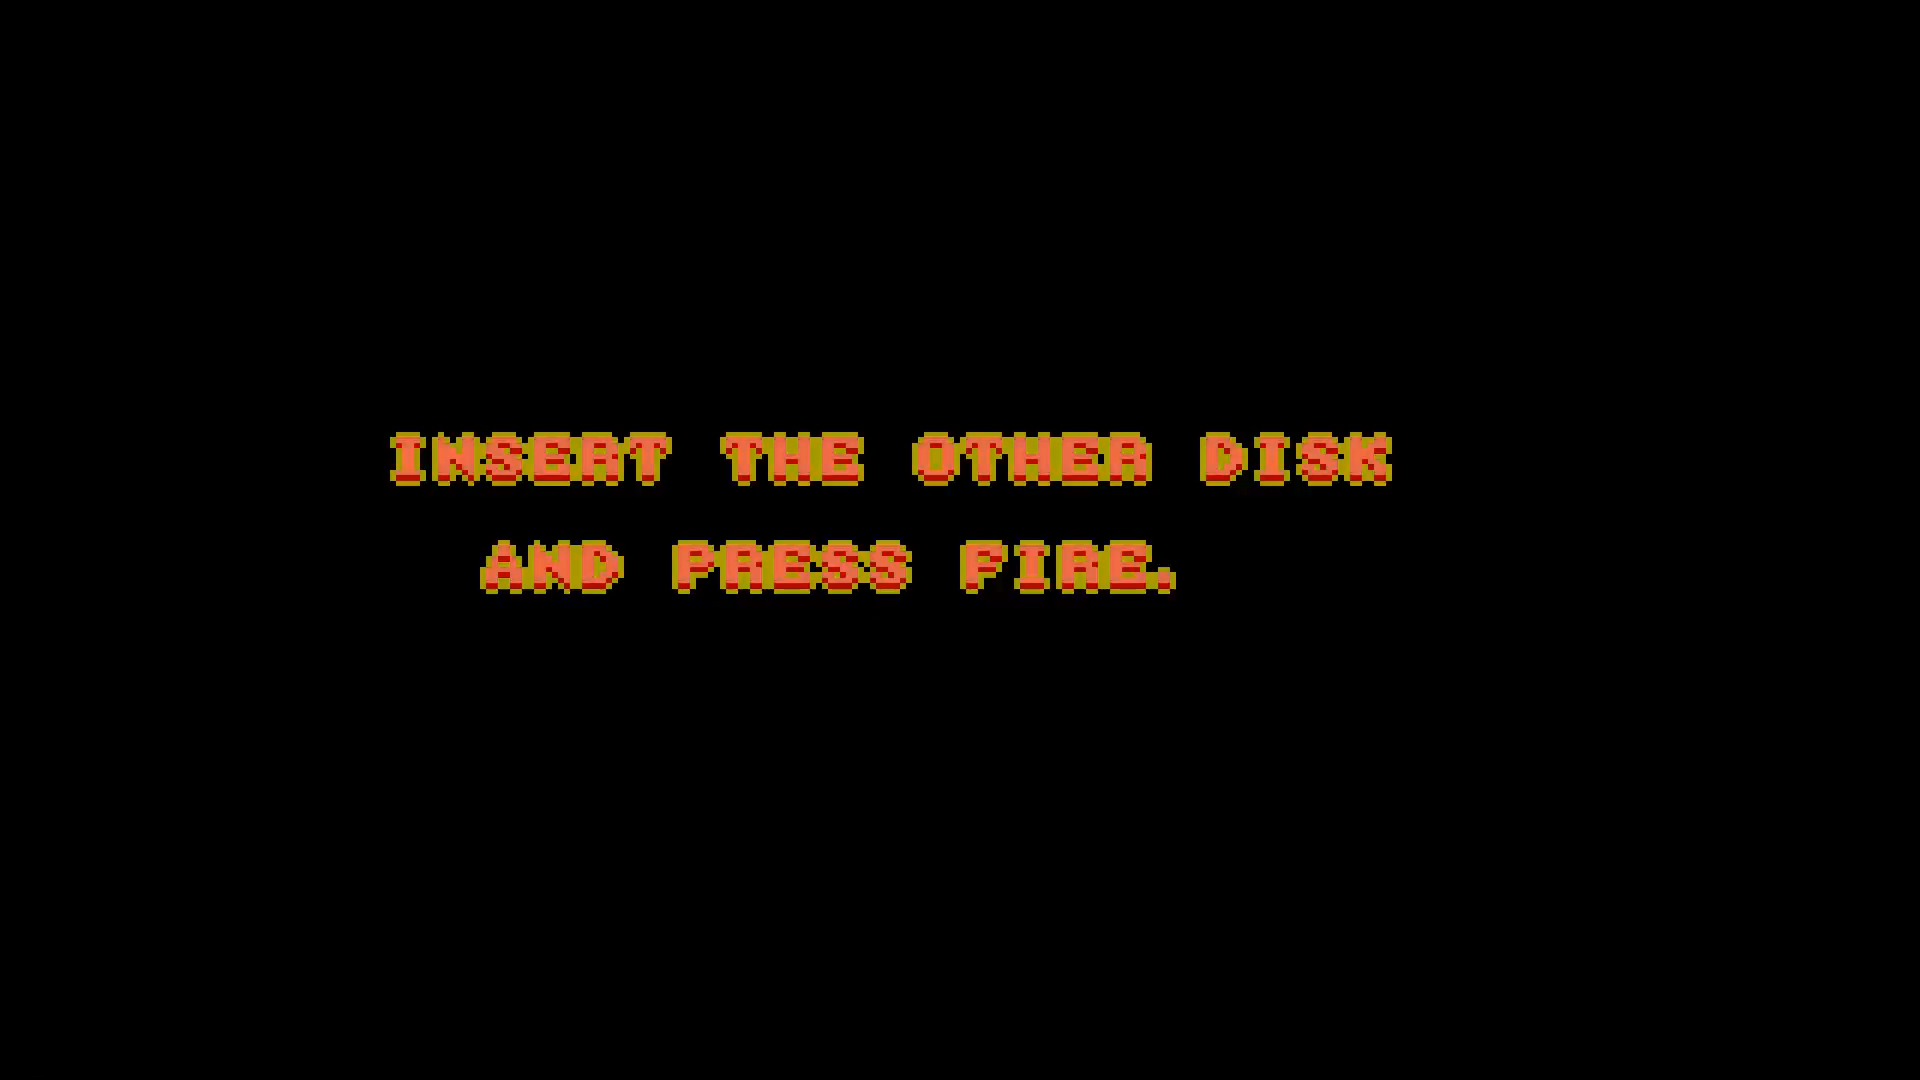 INSERT THE OTHER DISK
AND PRESS FIRE.